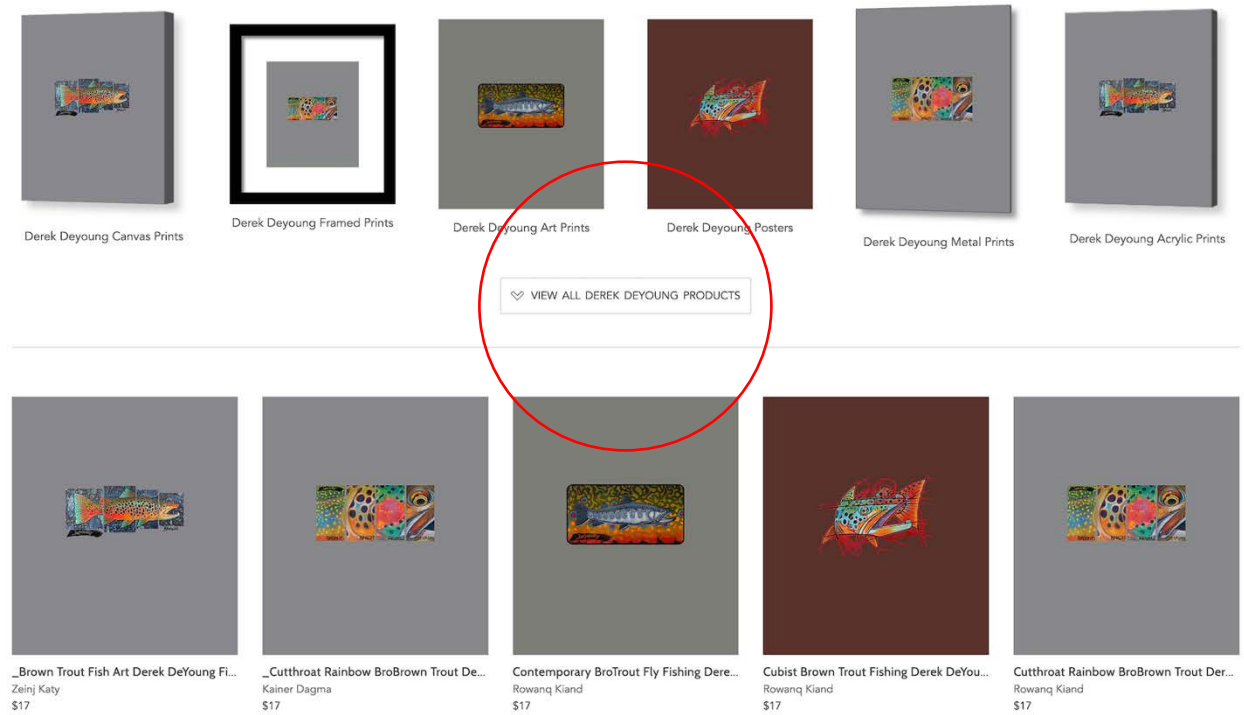 Derek Deyoung Canvas Prints
Derek Deyoung Framed Prints
Derek Deyoung Art Prints
Derek Deyoung Posters
Derek Deyoung Metal Prints
Derek Deyoung Acrylic Prints
VIEW ALL DEREK DEYOUNG PRODUCTS
_Brown Trout Fish Art Derek DeYoung Fi...
Zeinj Katy
$17
_Cutthroat Rainbow BroBrown Trout De...
Kainer Dagma
$17
Contemporary BroTrout Fly Fishing Dere...
Rowanq Kiand
$17
Cubist Brown Trout Fishing Derek DeYou...
Rowanq Kiand
$17
Cutthroat Rainbow BroBrown Trout Der...
Rowanq Kiand
$17